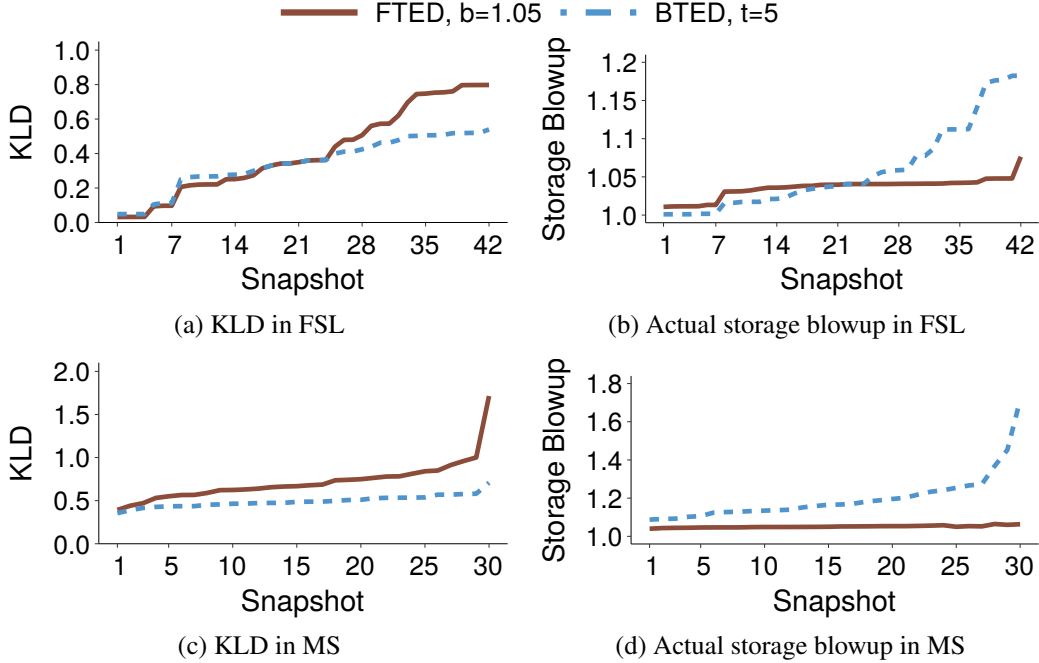 FTED, b=1.05 BTED, t=5
KLD
1.0
0.8
0.6
0.4
0.2
0.0
1 7 14 21 28 35 42
Snapshot
(a) KLD in FSL
Storage Blowup
1.2
1.15
1.1
1.05
1.0
1 7 14 21 28 35 42
Snapshot
(b) Actual storage blowup in FSL
KLD
2.0
1.5
1.0
0.5
0.0
1 5 10 15 20 25 30
Snapshot
(c) KLD in MS
Storage Blowup
1.8
1.6
1.4
1.2
1.0
1 5 10 15 20 25 30
Snapshot
(d) Actual storage blowup in MS